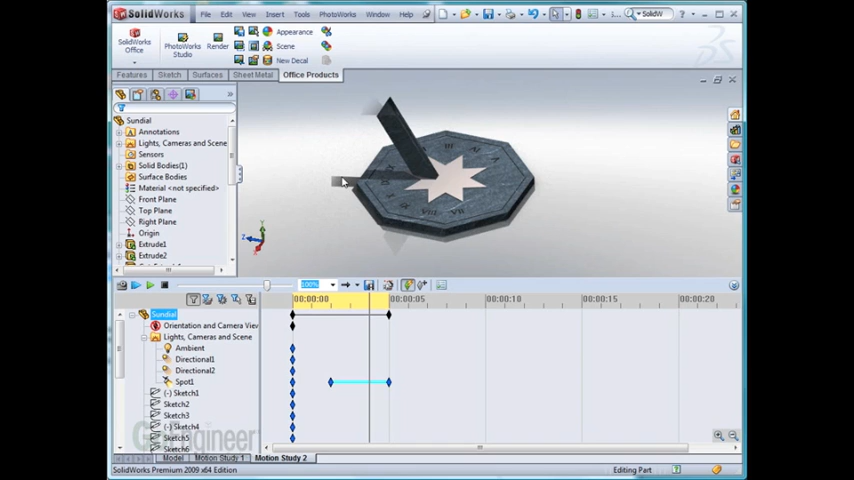 SolidWorks File Edit View Insert Tools PhotoWorks Window Help SolidW
SolidWorks Office PhotoWorks Studio Render Appearance
Scene
New Decal
Features Sketch Surfaces Sheet Metal Office Products
Sundial
Annotations
Lights, Cameras and Scene
Sensors
Solid Bodies(1)
Surface Bodies
Material <not specified>
Front Plane
Top Plane
Right Plane
Origin
Extrude1
Extrude2
Z Y X
VIII VII
100%
00:00:00 00:00:05 00:00:10 00:00:15 00:00:20
Sundial
Orientation and Camera View
Lights, Cameras and Scene
Ambient
Directional1
Directional2
Spot1
(-) Sketch1
Sketch2
Sketch3
(-) Sketch4
Sketch5
Sketch6
Engineer
Model Motion Study 1 Motion Study 2
SolidWorks Premium 2009 x64 Edition Editing Part